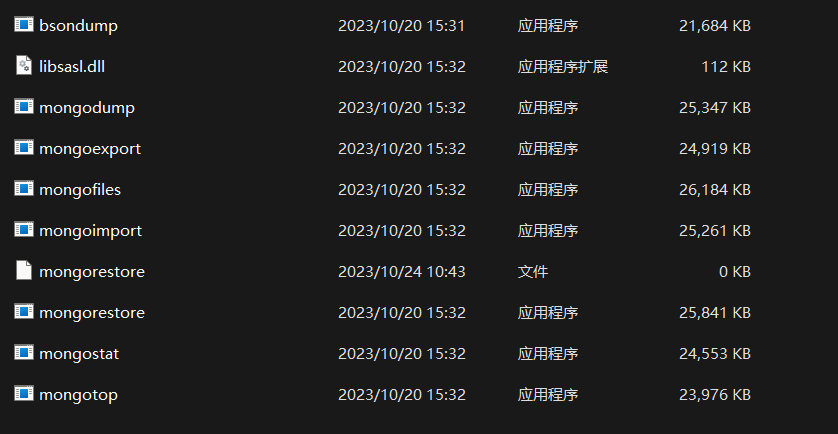 bsondump 2023/10/20 15:31 应用程序 21,684 KB
libsasl.dll 2023/10/20 15:32 应用程序扩展 112 KB
mongodump 2023/10/20 15:32 应用程序 25,347 KB
mongoexport 2023/10/20 15:32 应用程序 24,919 KB
mongofiles 2023/10/20 15:32 应用程序 26,184 KB
mongoimport 2023/10/20 15:32 应用程序 25,261 KB
mongorestore 2023/10/24 10:43 文件 0 KB
mongorestore 2023/10/20 15:32 应用程序 25,841 KB
mongostat 2023/10/20 15:32 应用程序 24,553 KB
mongotop 2023/10/20 15:32 应用程序 23,976 KB